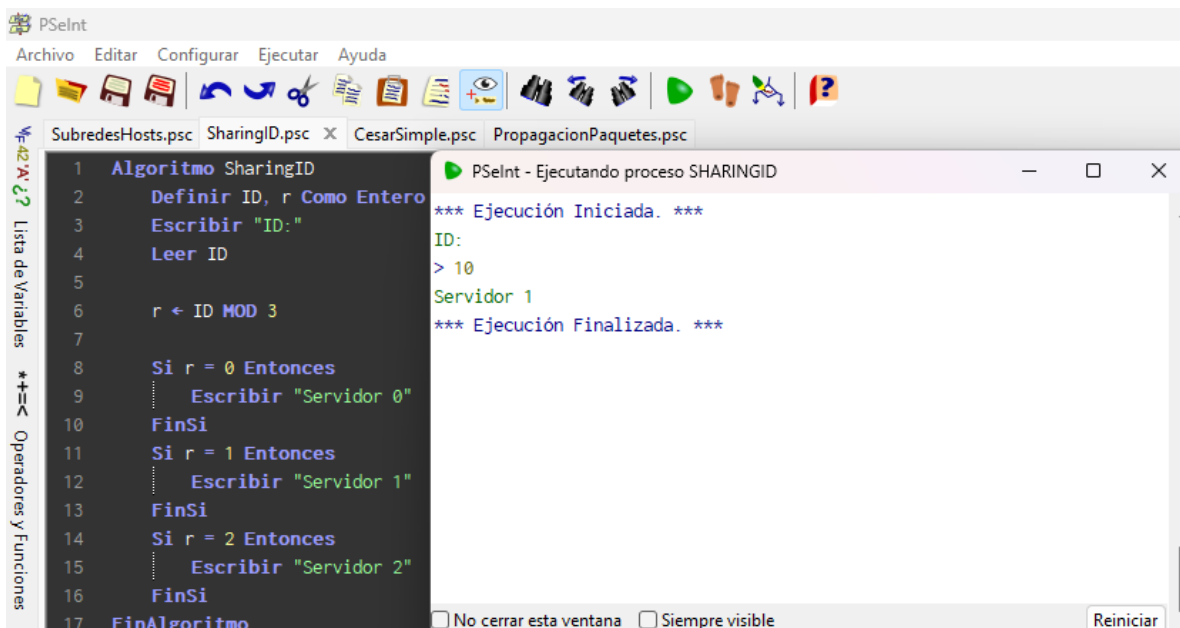 PSeInt
Archivo Editar Configurar Ejecutar Ayuda
SubredesHosts.psc SharingID.psc X CesarSimple.psc PropagacionPaquetes.psc
42 'A' ¿? Lista de Variables
*+=< Operadores y Funciones
1 Algoritmo SharingID
2 Definir ID, r Como Entero
3 Escribir "ID:"
4 Leer ID
5
6 r ← ID MOD 3
7
8 Si r = 0 Entonces
9 Escribir "Servidor 0"
10 FinSi
11 Si r = 1 Entonces
12 Escribir "Servidor 1"
13 FinSi
14 Si r = 2 Entonces
15 Escribir "Servidor 2"
16 FinSi
17 FinAlgoritmo
PSeInt - Ejecutando proceso SHARINGID
*** Ejecución Iniciada. ***
ID:
> 10
Servidor 1
*** Ejecución Finalizada. ***
No cerrar esta ventana Siempre visible Reiniciar